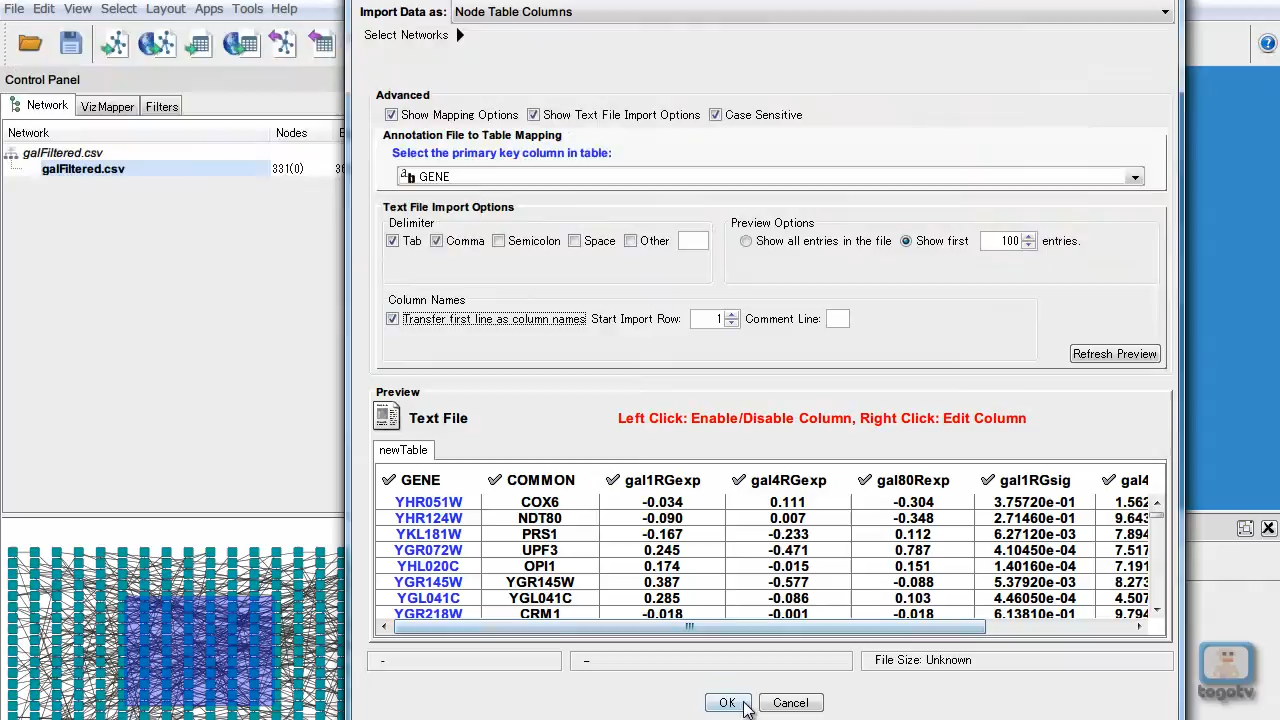 File Edit View Select Layout Apps Tools Help
Control Panel
Network VizMapper Filters
Network Nodes
galFiltered.csv
galFiltered.csv 331(0)
Import Data as: Node Table Columns
Select Networks
Advanced
Show Mapping Options Show Text File Import Options Case Sensitive
Annotation File to Table Mapping
Select the primary key column in table:
ab GENE
Text File Import Options
Delimiter Preview Options
Tab Comma Semicolon Space Other Show all entries in the file Show first 100 entries.
Column Names
Transfer first line as column names Start Import Row: 1 Comment Line:
Refresh Preview
Preview
Text File Left Click: Enable/Disable Column, Right Click: Edit Column
newTable
GENE COMMON gal1RGexp gal4RGexp gal80Rexp gal1RGsig gal4
YHR051W COX6 -0.034 0.111 -0.304 3.75720e-01 1.562
YHR124W NDT80 -0.090 0.007 -0.348 2.71460e-01 9.643
YKL181W PRS1 -0.167 -0.233 0.112 6.27120e-03 7.894
YGR072W UPF3 0.245 -0.471 0.787 4.10450e-04 7.517
YHL020C OPI1 0.174 -0.015 0.151 1.40160e-04 7.191
YGR145W YGR145W 0.387 -0.577 -0.088 5.37920e-03 8.273
YGL041C YGL041C 0.285 -0.086 0.103 4.46050e-04 4.507
YGR218W CRM1 -0.018 -0.001 -0.018 6.13810e-01 9.794
- – File Size: Unknown
OK Cancel
togotv